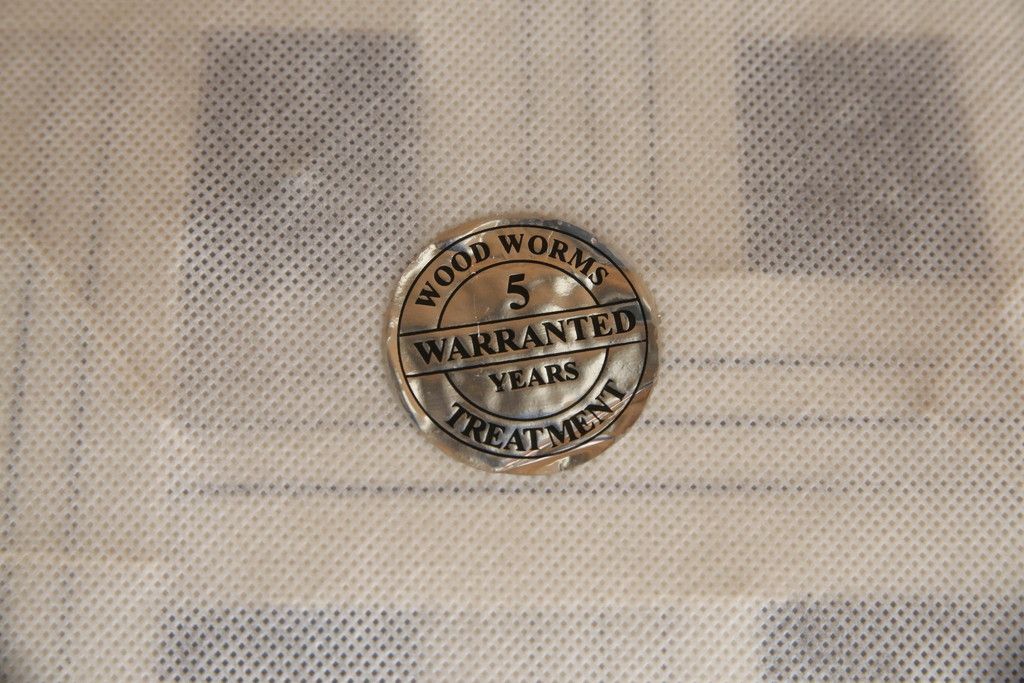 WOOD WORMS
5
WARRANTED
YEARS
TREATMENT